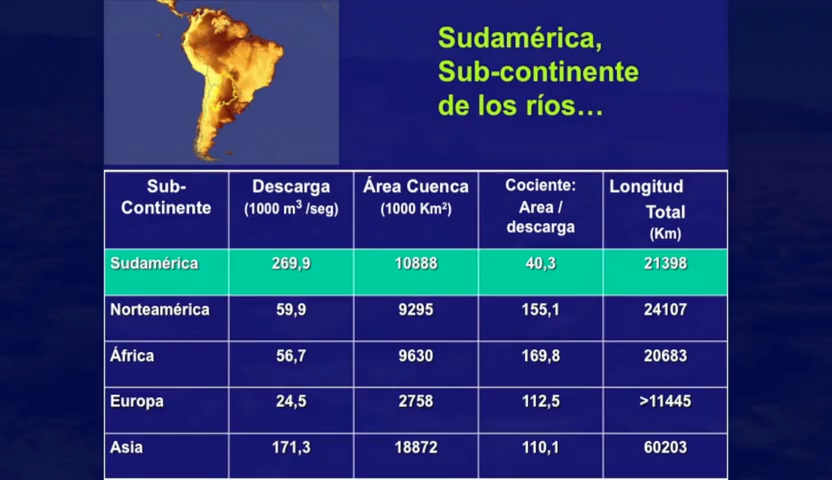 Sudamérica,
Sub-continente
de los ríos...
Sub-
Continente
Descarga
(1000 m³ /seg)
Área Cuenca
(1000 Km²)
Cociente:
Area /
descarga
Longitud
Total
(Km)
Sudamérica 269,9 10888 40,3 21398
Norteamérica 59,9 9295 155,1 24107
África 56,7 9630 169,8 20683
Europa 24,5 2758 112,5 >11445
Asia 171,3 18872 110,1 60203